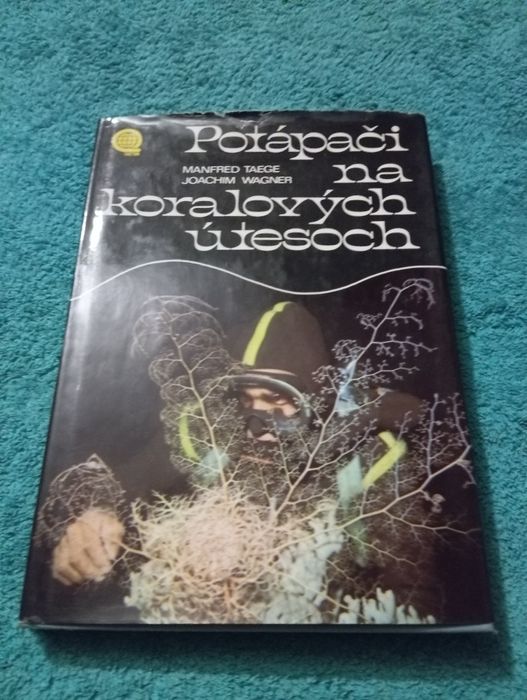 Potápači
MANFRED TAEGE
JOACHIM WAGNER
na
koralových
útesoch